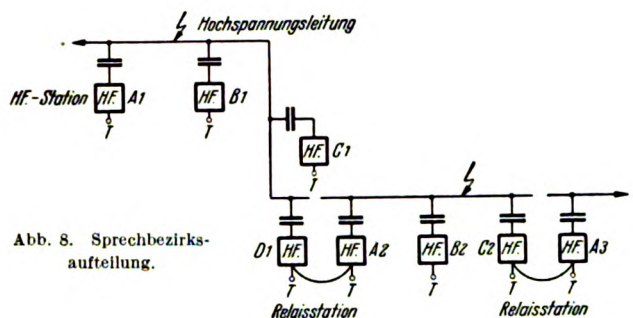 Hochspannungsleitung
HF.-Station HF. A1 HF. B1
T T
HF. C1
T
Abb. 8. Sprechbezirks-
aufteilung.
D1 HF. HF. A2 HF. B2 C2 HF. HF. A3
T T T T T
Relaisstation Relaisstation